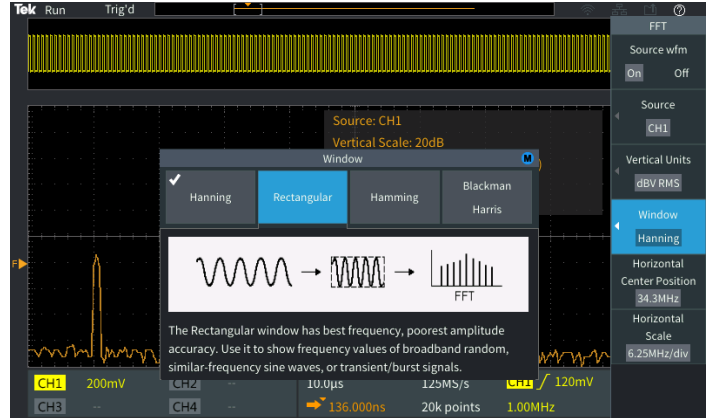 Tek Run Trig'd
FFT
Source wfm
On Off
Source
CH1
Vertical Units
dBV RMS
Window
Hanning
Horizontal
Center Position
34.3MHz
Horizontal
Scale
6.25MHz/div
Source: CH1
Vertical Scale: 20dB
Window M
Hanning
Rectangular
Hamming
Blackman
Harris
FFT
The Rectangular window has best frequency, poorest amplitude
accuracy. Use it to show frequency values of broadband random,
similar-frequency sine waves, or transient/burst signals.
F
CH1 200mV CH2 -- 10.0µs 125MS/s CH1 120mV
CH3 -- CH4 -- 136.000ns 20k points 1.00MHz